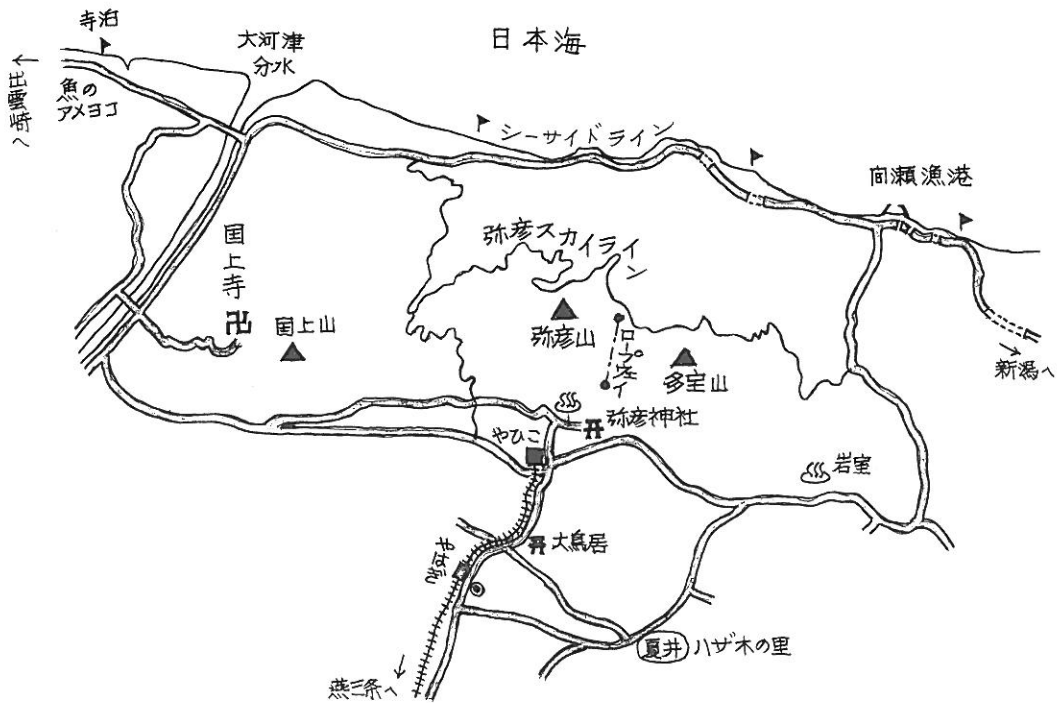 寺泊
大河津
分水
日本海
←出雲崎へ
魚の
アメヨコ
シーサイドライン
間瀬漁港
国上寺
弥彦スカイライン
国上山
弥彦山
ロープウェイ
多宝山
→
新潟へ
弥彦神社
やひこ
岩室
大鳥居
やはぎ
夏井 ハザ木の里
←
燕三条へ